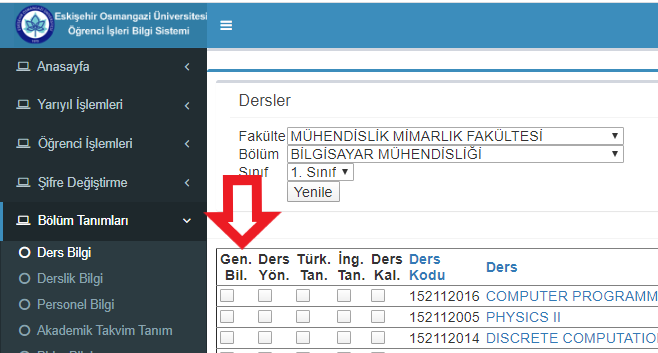 Eskişehir Osmangazi Üniversitesi
Öğrenci İşleri Bilgi Sistemi
Anasayfa
Yarıyıl İşlemleri
Öğrenci İşlemleri
Şifre Değiştirme
Bölüm Tanımları
Ders Bilgi
Derslik Bilgi
Personel Bilgi
Akademik Takvim Tanım
Dersler
Fakülte MÜHENDİSLİK MİMARLIK FAKÜLTESİ
Bölüm BİLGİSAYAR MÜHENDİSLİĞİ
Sınıf 1. Sınıf
Yenile
Gen. Bil. Ders Yön. Türk. Tan. İng. Tan. Ders Kal. Ders Kodu Ders
152112016 COMPUTER PROGRAMM
152112005 PHYSICS II
152112014 DISCRETE COMPUTATION